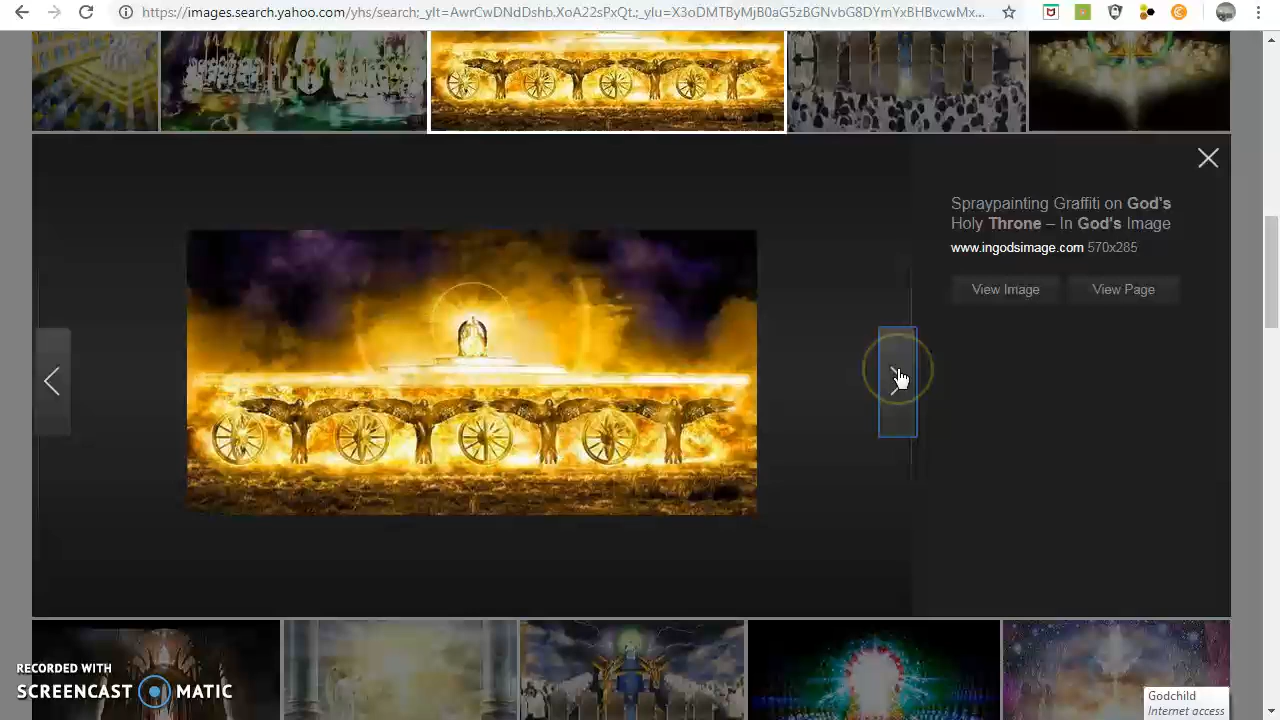 https://images.search.yahoo.com/yhs/search;_ylt=AwrCwDNdDshb.XoA22sPxQt.;_ylu=X3oDMTByMjB0aG5zBGNvbG8DYmYxBHBvcwMx...
Spraypainting Graffiti on God's
Holy Throne – In God's Image
www.ingodsimage.com 570x285
View Image
View Page
RECORDED WITH
SCREENCAST MATIC
Godchild
Internet access